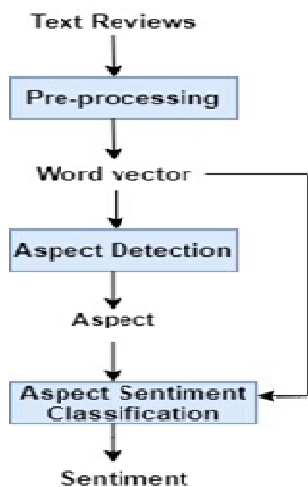 Text Reviews
Pre-processing
Word vector
Aspect Detection
Aspect
Aspect Sentiment
Classification
Sentiment